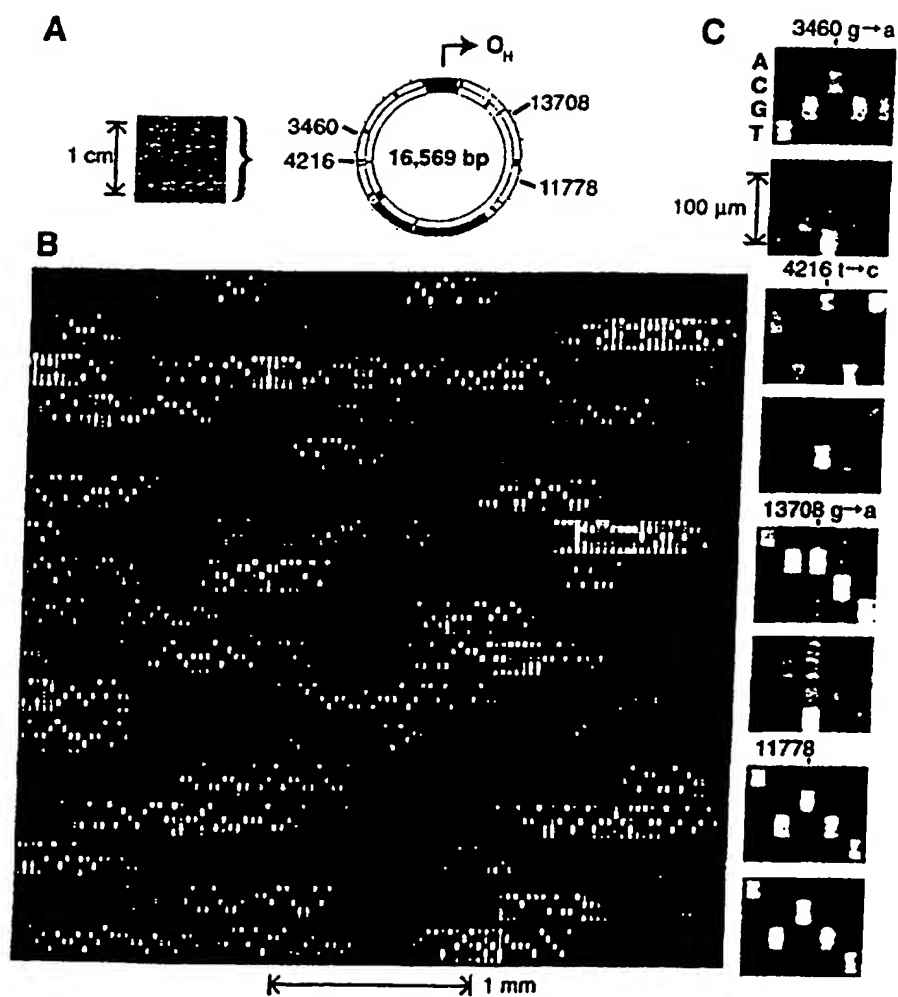 A
O_H
13708
3460
1 cm
4216
16,569 bp
11778
B
1 mm
C
3460 g→a
A
C
G
T
100 µm
4216 t→c
13708 g→a
11778